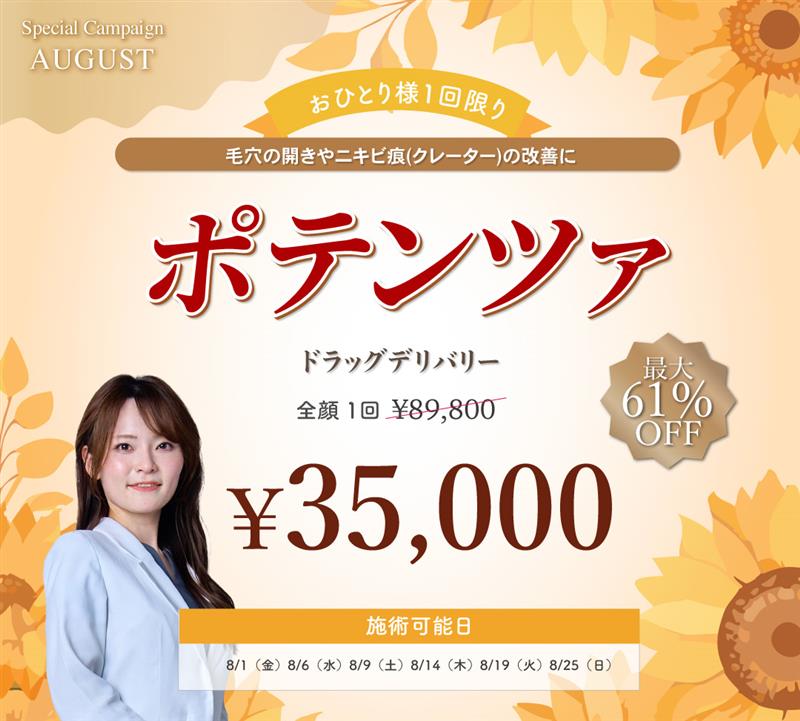 Special Campaign
AUGUST
おひとり様1回限り
毛穴の開きやニキビ痕(クレーター)の改善に
ポテンツァ
ドラッグデリバリー
全顔 1回 ¥89,800
最大
61%
OFF
¥35,000
施術可能日
8/1（金）8/6（水）8/9（土）8/14（木）8/19（火）8/25（日）